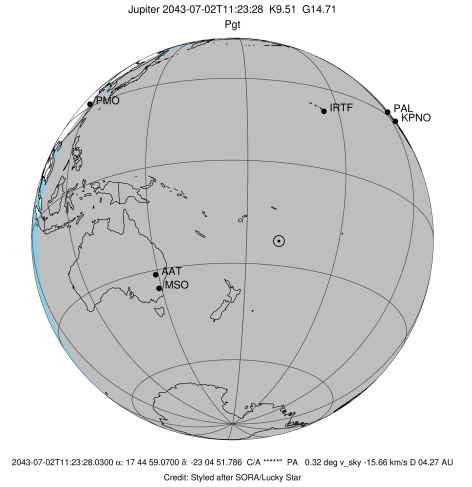 Jupiter 2043-07-02T11:23:28 K9.51 G14.71
Pgt
PMO
IRTF
PAL
KPNO
AAT
MSO
2043-07-02T11:23:28.0300 α: 17 44 59.0700 δ: -23 04 51.786 C/A *****" PA 0.32 deg v_sky -15.66 km/s D 04.27 AU
Credit: Styled after SORA/Lucky Star